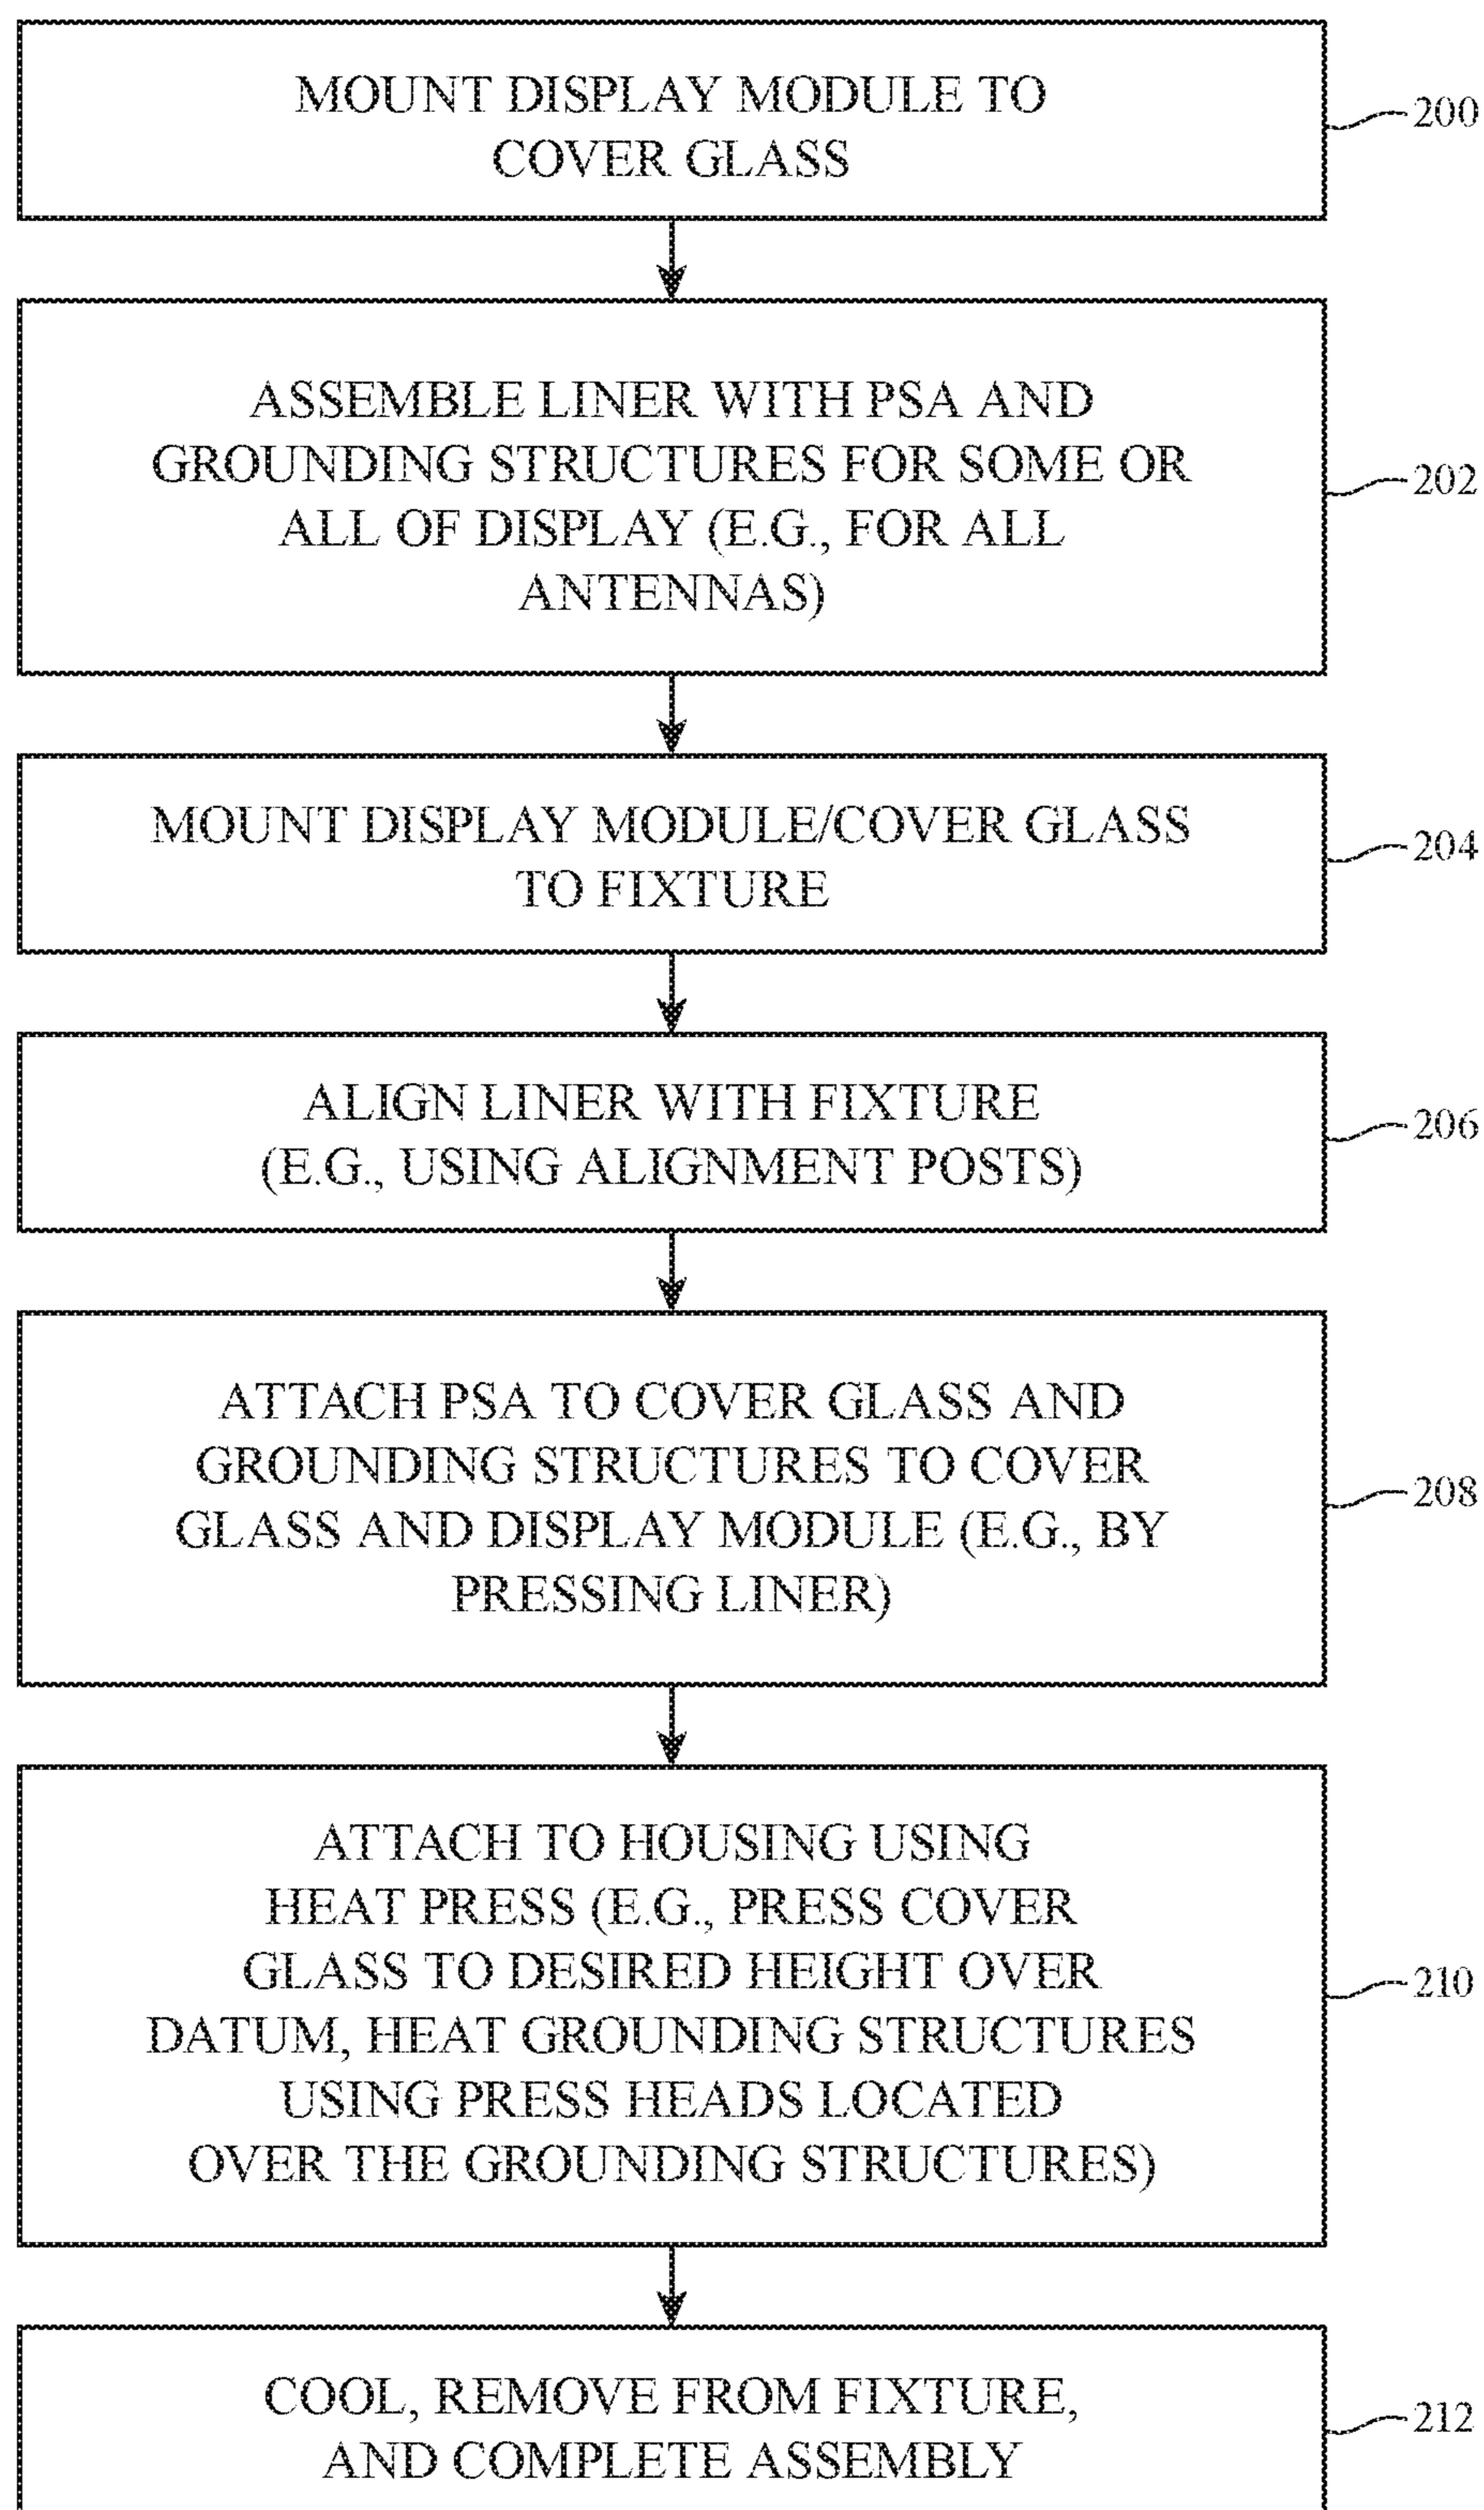 MOUNT DISPLAY MODULE TO
COVER GLASS
200
ASSEMBLE LINER WITH PSA AND
GROUNDING STRUCTURES FOR SOME OR
ALL OF DISPLAY (E.G., FOR ALL
ANTENNAS)
202
MOUNT DISPLAY MODULE/COVER GLASS
TO FIXTURE
204
ALIGN LINER WITH FIXTURE
(E.G., USING ALIGNMENT POSTS)
206
ATTACH PSA TO COVER GLASS AND
GROUNDING STRUCTURES TO COVER
GLASS AND DISPLAY MODULE (E.G., BY
PRESSING LINER)
208
ATTACH TO HOUSING USING
HEAT PRESS (E.G., PRESS COVER
GLASS TO DESIRED HEIGHT OVER
DATUM, HEAT GROUNDING STRUCTURES
USING PRESS HEADS LOCATED
OVER THE GROUNDING STRUCTURES)
210
COOL, REMOVE FROM FIXTURE,
AND COMPLETE ASSEMBLY
212